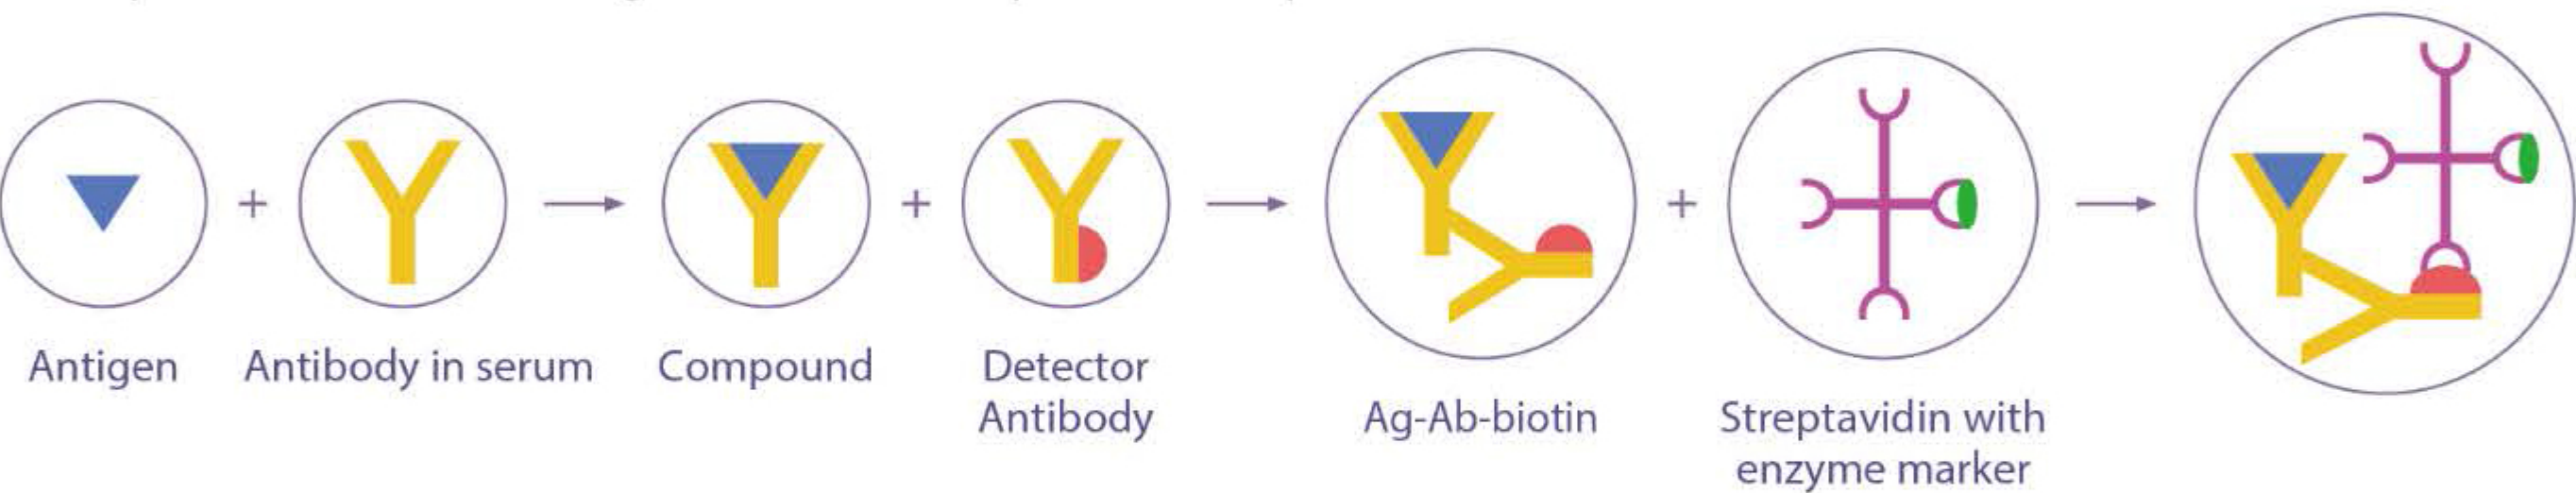 Antigen
+
Antibody in serum
Compound
+
Detector
Antibody
Ag-Ab-biotin
+
Streptavidin with
enzyme marker